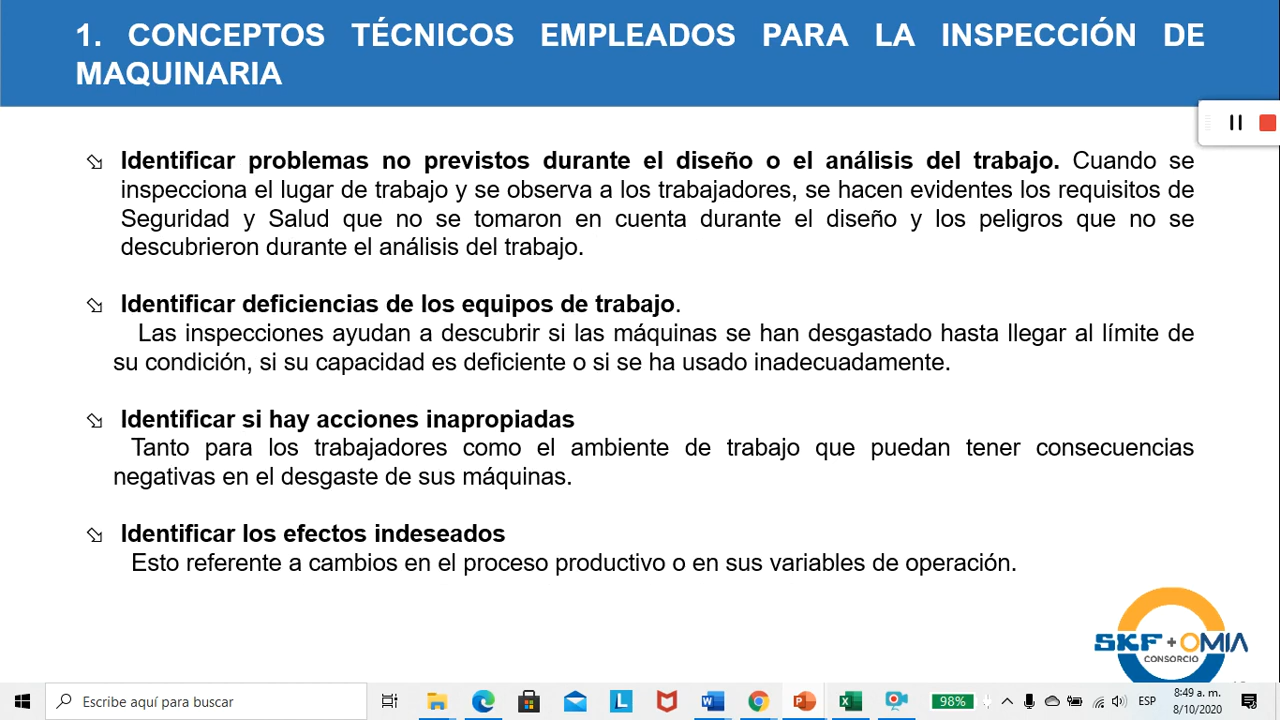 1. CONCEPTOS TÉCNICOS EMPLEADOS PARA LA INSPECCIÓN DE
MAQUINARIA
Identificar problemas no previstos durante el diseño o el análisis del trabajo. Cuando se
inspecciona el lugar de trabajo y se observa a los trabajadores, se hacen evidentes los requisitos de
Seguridad y Salud que no se tomaron en cuenta durante el diseño y los peligros que no se
descubrieron durante el análisis del trabajo.
Identificar deficiencias de los equipos de trabajo.
Las inspecciones ayudan a descubrir si las máquinas se han desgastado hasta llegar al límite de
su condición, si su capacidad es deficiente o si se ha usado inadecuadamente.
Identificar si hay acciones inapropiadas
Tanto para los trabajadores como el ambiente de trabajo que puedan tener consecuencias
negativas en el desgaste de sus máquinas.
Identificar los efectos indeseados
Esto referente a cambios en el proceso productivo o en sus variables de operación.
SKF + OMIA
CONSORCIO
Escribe aquí para buscar
98%
ESP
8:49 a. m.
8/10/2020